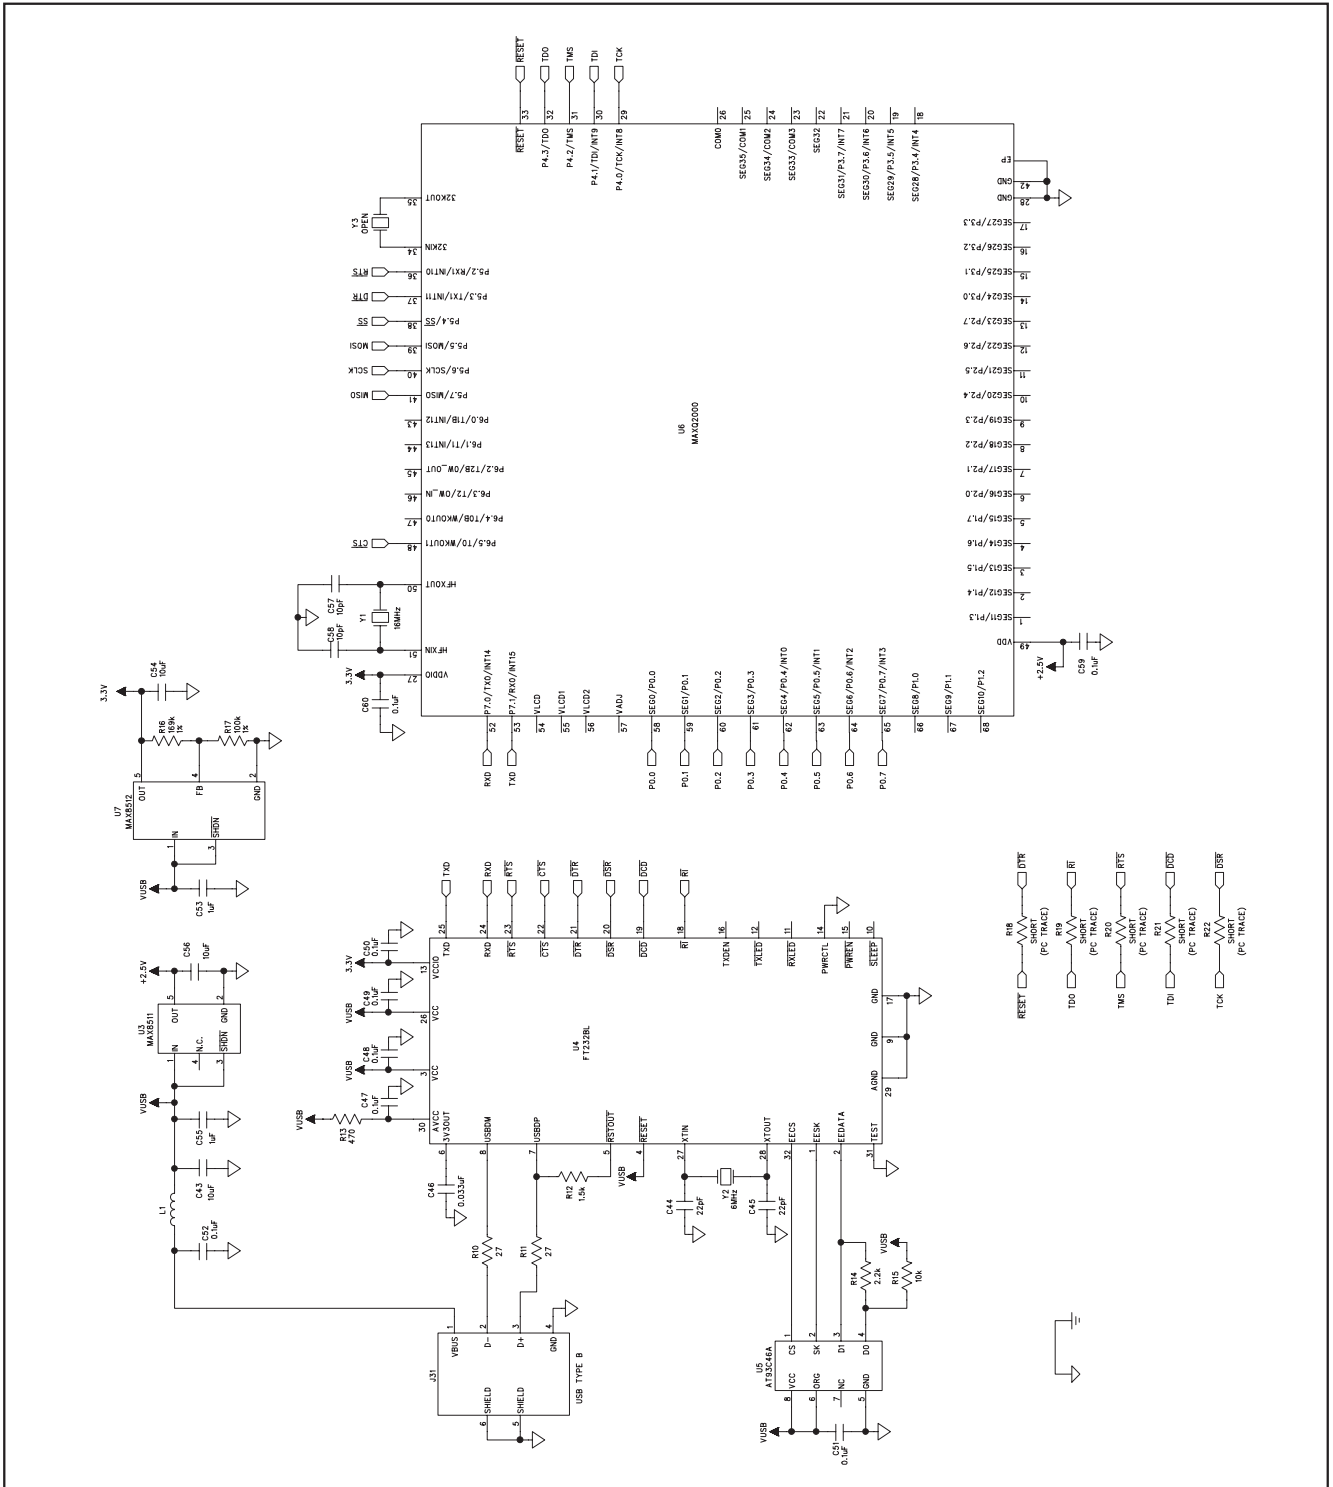 RESET
TDO
TMS
TDI
TCK
33
32
31
30
29
RESET
P4.3/TDO
P4.2/TMS
P4.1/TDI/INT9
P4.0/TCK/INT8
26
25
24
23
22
21
20
19
18
COM0
SEG35/COM1
SEG34/COM2
SEG33/COM3
SEG32
SEG31/P3.7/INT7
SEG30/P3.6/INT6
SEG29/P3.5/INT5
SEG28/P3.4/INT4
EP
GND
42
GND
28
SEG27/P3.3
17
SEG26/P3.2
16
SEG25/P3.1
15
SEG24/P3.0
14
SEG23/P2.7
13
SEG22/P2.6
12
SEG21/P2.5
11
SEG20/P2.4
10
SEG19/P2.3
9
SEG18/P2.2
8
SEG17/P2.1
7
SEG16/P2.0
6
SEG15/P1.7
5
SEG14/P1.6
4
SEG13/P1.5
3
SEG12/P1.4
2
SEG11/P1.3
1
VDD
49
+2.5V
C59
0.1uF
Y3
OPEN
35
32KOUT
34
32KIN
RTS
36
P5.2/RX1/INT10
DTR
37
P5.3/TX1/INT11
SS
38
P5.4/SS
MOSI
39
P5.5/MOSI
SCLK
40
P5.6/SCLK
MISO
41
P5.7/MISO
43
P6.0/T1B/INT12
44
P6.1/T1/INT13
45
P6.2/T2B/OW_OUT
46
P6.3/T2/OW_IN
47
P6.4/T0B/WKOUT0
CTS
48
P6.5/T0/WKOUT1
50
HFXOUT
51
HFXIN
27
VDDIO
C57
10pF
C58
10pF
Y1
16MHz
3.3V
C60
0.1uF
U6
MAXQ2000
P7.0/TX0/INT14
P7.1/RX0/INT15
VLCD
VLCD1
VLCD2
VADJ
SEG0/P0.0
SEG1/P0.1
SEG2/P0.2
SEG3/P0.3
SEG4/P0.4/INT0
SEG5/P0.5/INT1
SEG6/P0.6/INT2
SEG7/P0.7/INT3
SEG8/P1.0
SEG9/P1.1
SEG10/P1.2
52
53
54
55
56
57
58
59
60
61
62
63
64
65
66
67
68
RXD
TXD
P0.0
P0.1
P0.2
P0.3
P0.4
P0.5
P0.6
P0.7
3.3V
C54
10uF
R16
169k
1%
R17
100k
1%
5
4
2
OUT
FB
GND
U7
MAX8512
IN
SHDN
1
3
VUSB
C53
1uF
+2.5V
C56
10uF
5
2
OUT
GND
U3
MAX8511
IN
N.C.
SHDN
1
4
3
VUSB
C55
1uF
C43
10uF
L1
C52
0.1uF
TXD
RXD
RTS
CTS
DTR
DSR
DCD
RI
25
24
23
22
21
20
19
18
16
12
11
14
15
10
TXD
RXD
RTS
CTS
DTR
DSR
DCD
RI
TXDEN
TXLED
RXLED
PWRCTL
PWREN
SLEEP
3.3V
C50
0.1uF
13
VCCIO
VUSB
C49
0.1uF
26
VCC
VUSB
C48
0.1uF
3
VCC
VUSB
R13
470
C47
0.1uF
30
AVCC
U4
FT232BL
GND
17
GND
9
AGND
29
3V3OUT
USBDM
USBDP
RSTOUT
RESET
XTIN
XTOUT
EECS
EESK
EEDATA
TEST
6
8
7
5
4
27
28
32
1
2
31
C46
0.033uF
R12
1.5k
VUSB
C44
22pF
Y2
6MHz
C45
22pF
R10
27
R11
27
R14
2.2k
VUSB
R15
10k
1
2
3
4
VBUS
D-
D+
GND
J31
SHIELD
SHIELD
USB TYPE B
6
5
1
2
3
4
CS
SK
DI
DO
U5
AT93C46A
VCC
ORG
NC
GND
8
6
7
5
VUSB
C51
0.1uF
DTR
RI
RTS
DCD
DSR
R18
SHORT
(PC TRACE)
R19
SHORT
(PC TRACE)
R20
SHORT
(PC TRACE)
R21
SHORT
(PC TRACE)
R22
SHORT
(PC TRACE)
RESET
TDO
TMS
TDI
TCK